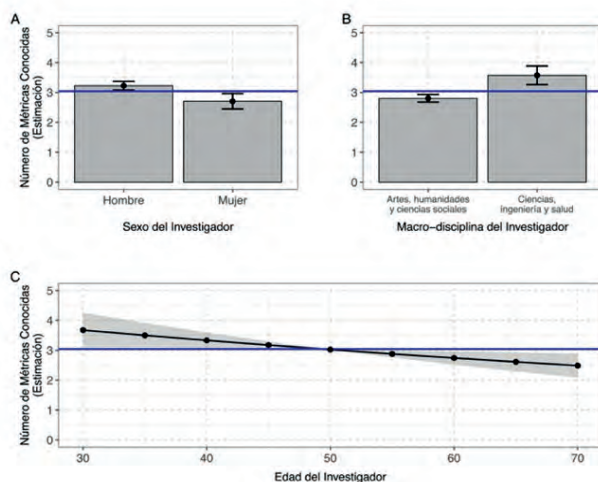 A
Número de Métricas Conocidas
(Estimación)
5
4
3
2
1
0
Hombre
Mujer
Sexo del Investigador
B
5
4
3
2
1
0
Artes, humanidades
y ciencias sociales
Ciencias,
ingeniería y salud
Macro-disciplina del Investigador
C
Número de Métricas Conocidas
(Estimación)
5
4
3
2
1
0
30
40
50
60
70
Edad del Investigador